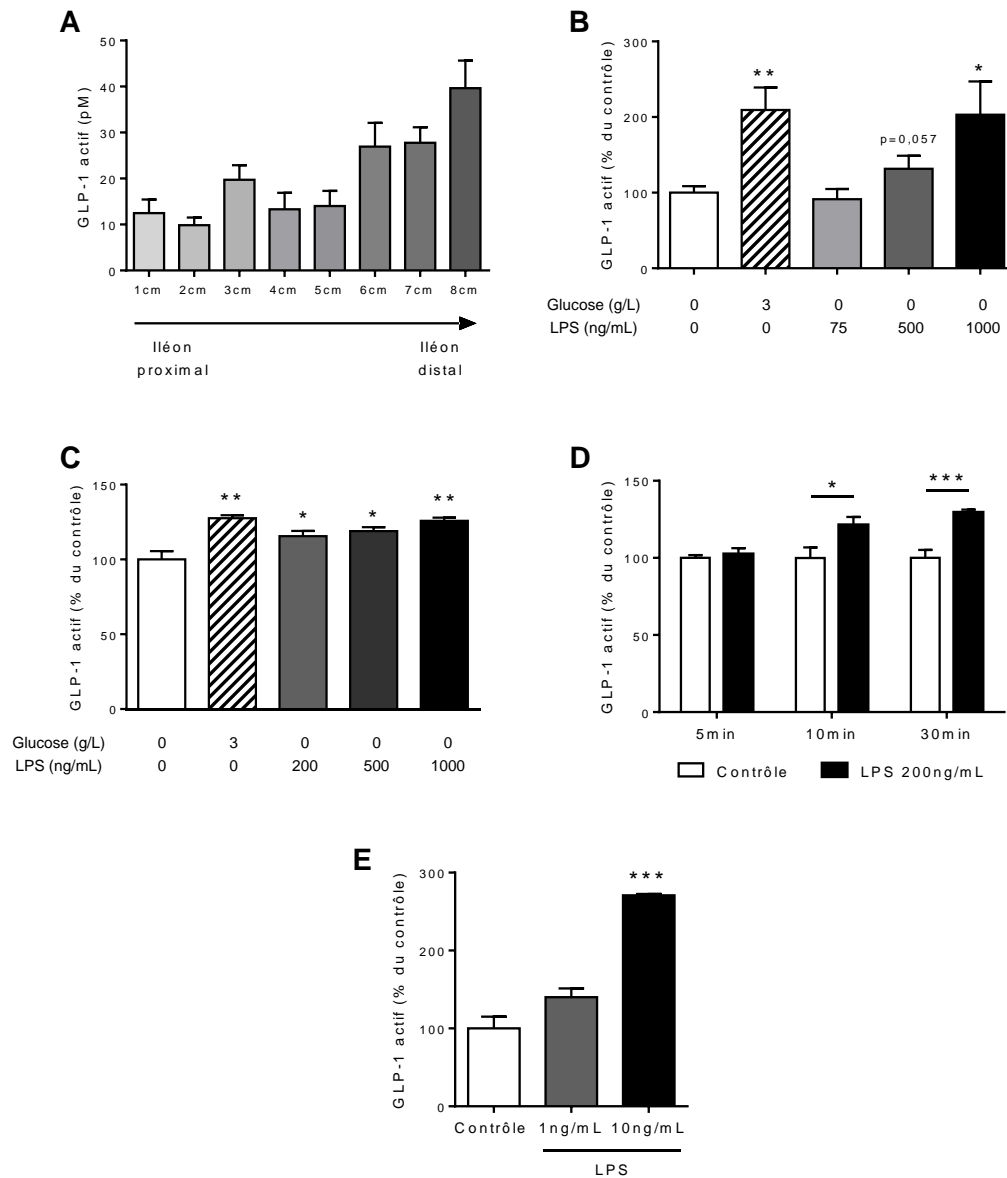 A
GLP-1 actif (pM)
50
40
30
20
10
0
1cm 2cm 3cm 4cm 5cm 6cm 7cm 8cm
Iléon proximal
Iléon distal
B
GLP-1 actif (% du contrôle)
300
200
100
0
** p=0,057 *
Glucose (g/L) 0 3 0 0 0
LPS (ng/mL) 0 0 75 500 1000
C
GLP-1 actif (% du contrôle)
150
100
50
0
** * * **
Glucose (g/L) 0 3 0 0 0
LPS (ng/mL) 0 0 200 500 1000
D
GLP-1 actif (% du contrôle)
150
100
50
0
* ***
5min 10min 30min
Contrôle LPS 200ng/mL
E
GLP-1 actif (% du contrôle)
300
200
100
0
***
Contrôle 1ng/mL 10ng/mL
LPS